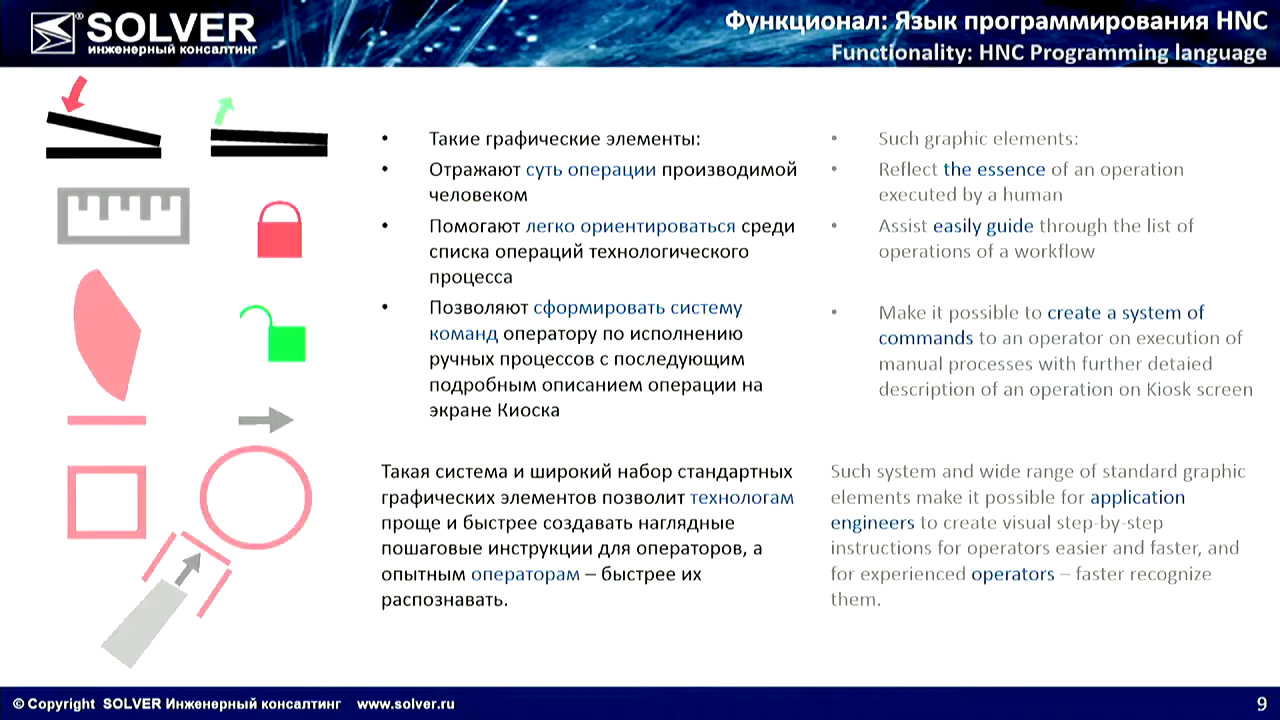 SOLVER
инженерный консалтинг
Функционал: Язык программирования HNC
Functionality: HNC Programming language
• Такие графические элементы:
• Отражают суть операции производимой
человеком
• Помогают легко ориентироваться среди
списка операций технологического
процесса
• Позволяют сформировать систему
команд оператору по исполнению
ручных процессов с последующим
подробным описанием операции на
экране Киоска
Такая система и широкий набор стандартных
графических элементов позволит технологам
проще и быстрее создавать наглядные
пошаговые инструкции для операторов, а
опытным операторам – быстрее их
распознавать.
• Such graphic elements:
• Reflect the essence of an operation
executed by a human
• Assist easily guide through the list of
operations of a workflow
• Make it possible to create a system of
commands to an operator on execution of
manual processes with further detaied
description of an operation on Kiosk screen
Such system and wide range of standard graphic
elements make it possible for application
engineers to create visual step-by-step
instructions for operators easier and faster, and
for experienced operators – faster recognize
them.
© Copyright SOLVER Инженерный консалтинг www.solver.ru
9